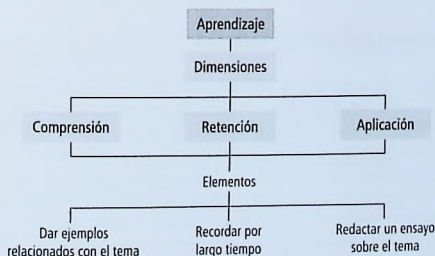 Aprendizaje
Dimensiones
Comprensión Retención Aplicación
Elementos
Dar ejemplos Recordar por Redactar un ensayo
relacionados con el tema largo tiempo sobre el tema